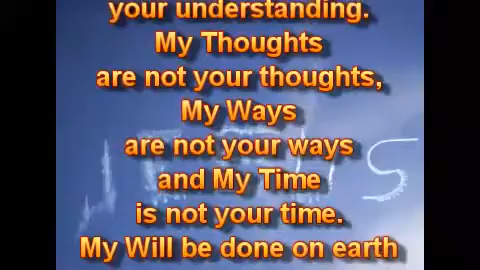 your understanding.
My Thoughts
are not your thoughts,
My Ways
are not your ways
and My Time
is not your time.
My Will be done on earth